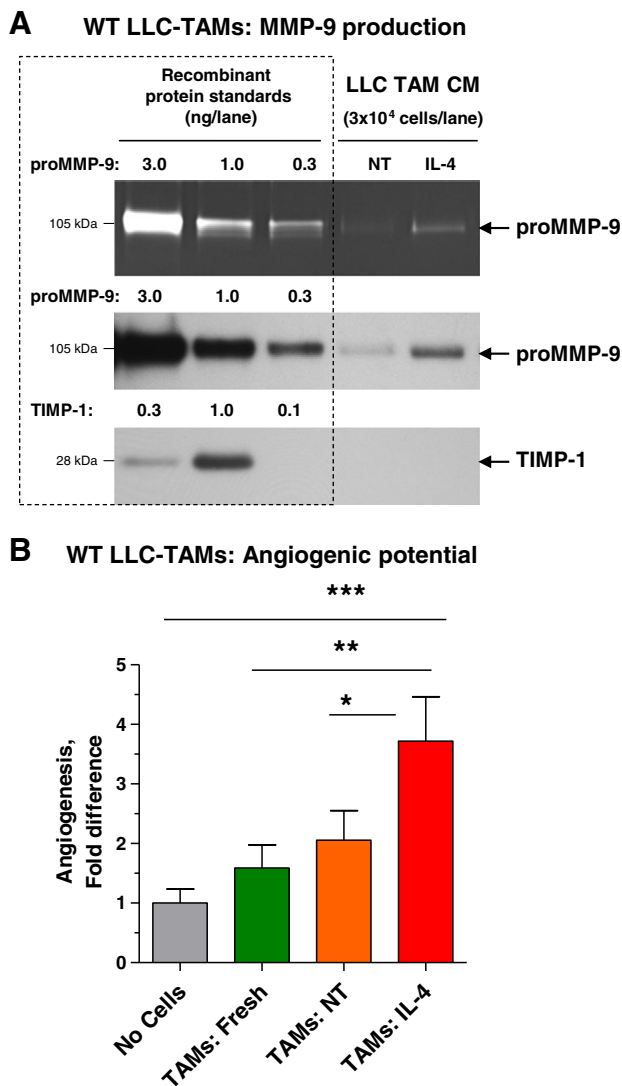 A WT LLC-TAMs: MMP-9 production
Recombinant
protein standards
(ng/lane)
LLC TAM CM
(3x10⁴ cells/lane)
proMMP-9: 3.0 1.0 0.3 NT IL-4
105 kDa proMMP-9
proMMP-9: 3.0 1.0 0.3
105 kDa proMMP-9
TIMP-1: 0.3 1.0 0.1
28 kDa TIMP-1
B WT LLC-TAMs: Angiogenic potential
***
**
*
5
4
3
2
1
0
Angiogenesis,
Fold difference
No Cells
TAMs: Fresh
TAMs: NT
TAMs: IL-4